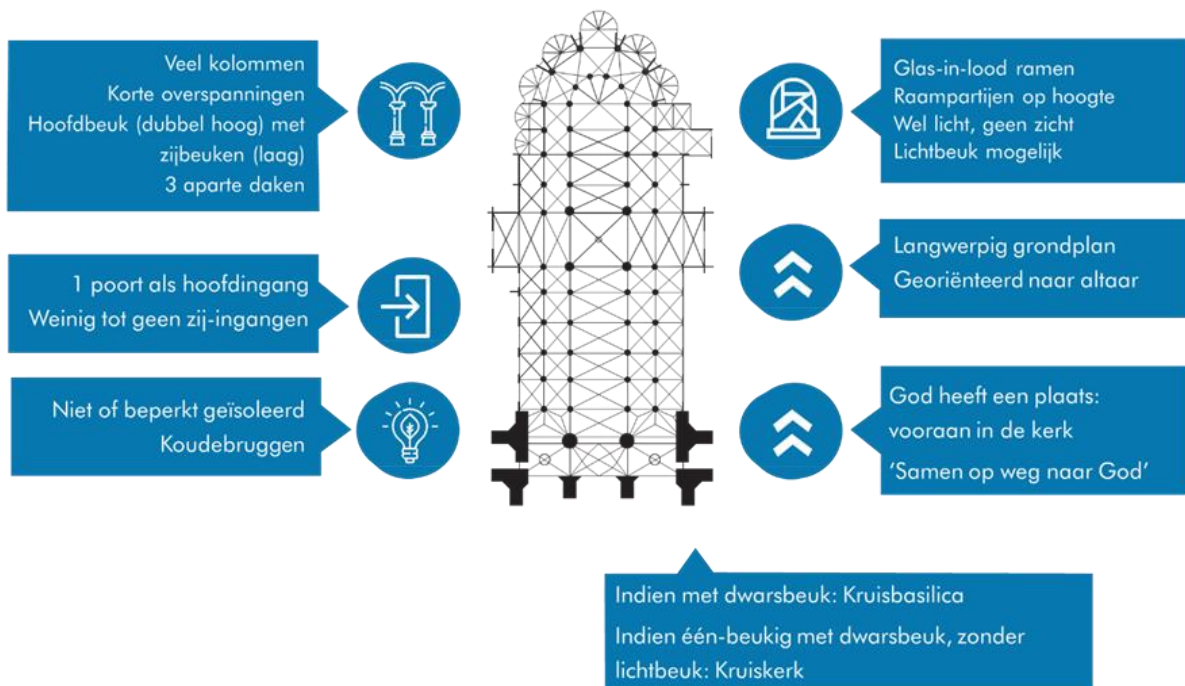 Veel kolommen
Korte overspanningen
Hoofdbeuk (dubbel hoog) met
zijbeuken (laag)
3 aparte daken
1 poort als hoofdingang
Weinig tot geen zij-ingangen
Niet of beperkt geïsoleerd
Koudebruggen
Glas-in-lood ramen
Raampartijen op hoogte
Wel licht, geen zicht
Lichtbeuk mogelijk
Langwerpig grondplan
Georiënteerd naar altaar
God heeft een plaats:
vooraan in de kerk
'Samen op weg naar God'
Indien met dwarsbeuk: Kruisbasilica
Indien één-beukig met dwarsbeuk, zonder
lichtbeuk: Kruiskerk